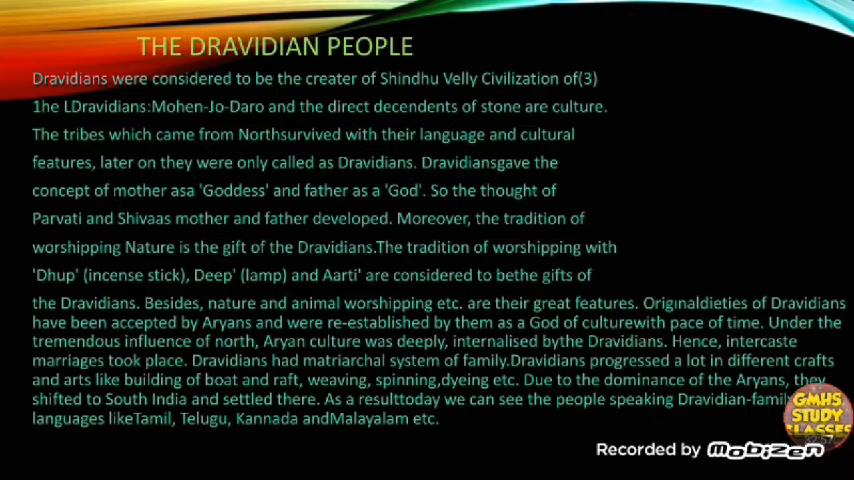 THE DRAVIDIAN PEOPLE
Dravidians were considered to be the creater of Shindhu Velly Civilization of(3)
1he LDravidians:Mohen-Jo-Daro and the direct decendents of stone are culture.
The tribes which came from Northsurvived with their language and cultural
features, later on they were only called as Dravidians. Dravidiansgave the
concept of mother asa 'Goddess' and father as a 'God'. So the thought of
Parvati and Shivaas mother and father developed. Moreover, the tradition of
worshipping Nature is the gift of the Dravidians.The tradition of worshipping with
'Dhup' (incense stick), Deep' (lamp) and Aarti' are considered to bethe gifts of
the Dravidians. Besides, nature and animal worshipping etc. are their great features. Origınaldieties of Dravidians
have been accepted by Aryans and were re-established by them as a God of culturewith pace of time. Under the
tremendous influence of north, Aryan culture was deeply, internalised bythe Dravidians. Hence, intercaste
marriages took place. Dravidians had matriarchal system of family.Dravidians progressed a lot in different crafts
and arts like building of boat and raft, weaving, spinning,dyeing etc. Due to the dominance of the Aryans, they
shifted to South India and settled there. As a resulttoday we can see the people speaking Dravidian-family
languages likeTamil, Telugu, Kannada andMalayalam etc.
GMHS
STUDY
CLASSES
32:57
Recorded by mobizen